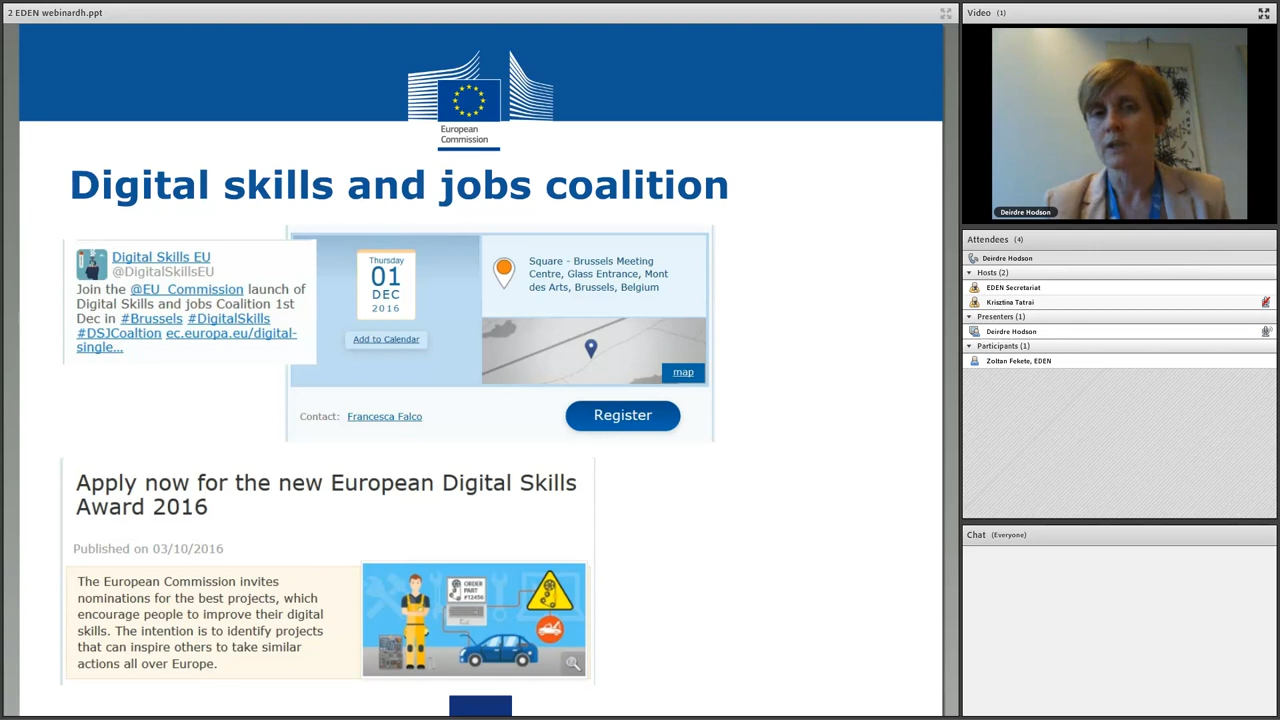 2 EDEN webinardh.ppt
European
Commission
Digital skills and jobs coalition
Digital Skills EU
@DigitalSkillsEU
Join the @EU_Commission launch of
Digital Skills and jobs Coalition 1st
Dec in #Brussels #DigitalSkills
#DSJCoaltion ec.europa.eu/digital-
single...
Thursday
01
DEC
2016
Add to Calendar
Square - Brussels Meeting
Centre, Glass Entrance, Mont
des Arts, Brussels, Belgium
map
Contact: Francesca Falco
Register
Apply now for the new European Digital Skills
Award 2016
Published on 03/10/2016
The European Commission invites
nominations for the best projects, which
encourage people to improve their digital
skills. The intention is to identify projects
that can inspire others to take similar
actions all over Europe.
ORDER
PART
#12456
Video (1)
Deirdre Hodson
Attendees (4)
Deirdre Hodson
Hosts (2)
EDEN Secretariat
Krisztina Tatrai
Presenters (1)
Deirdre Hodson
Participants (1)
Zoltan Fekete, EDEN
Chat (Everyone)